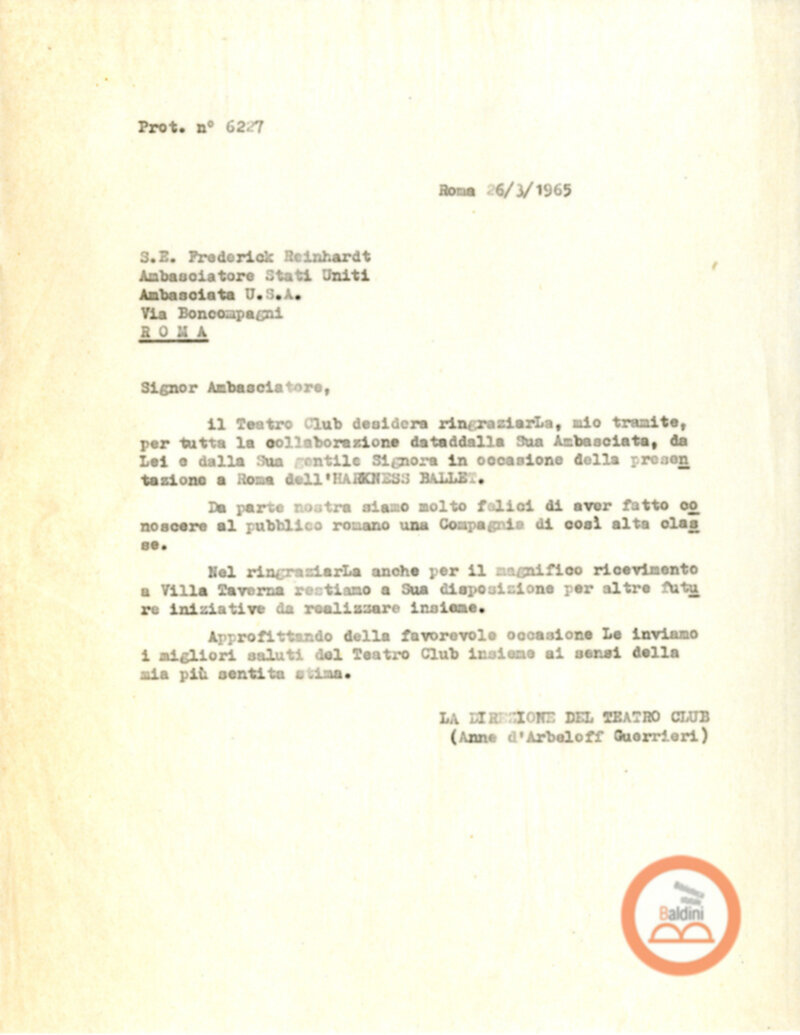 Prot. n° 6227
Roma 26/3/1965
S.E. Frederick Reinhardt
Ambasciatore Stati Uniti
Ambasciata U.S.A.
Via Boncompagni
R O M A
Signor Ambasciatore,
il Teatro Club desidera ringraziarLa, mio tramite,
per tutta la collaborazione dataddalla Sua Ambasciata, da
Lei e dalla Sua gentile Signora in occasione della presen
tazione a Roma dell'HARKNESS BALLET.
Da parte nostra siamo molto felici di aver fatto co
noscere al pubblico romano una Compagnia di così alta clas
se.
Nel ringraziarLa anche per il magnifico ricevimento
a Villa Taverna restiamo a Sua disposizione per altre futu
re iniziative da realizzare insieme.
Approfittando della favorevole occasione Le inviamo
i migliori saluti del Teatro Club insieme ai sensi della
mia più sentita stima.
LA DIREZIONE DEL TEATRO CLUB
(Anne d'Arbeloff Guerrieri)
Biblioteca
statale
Baldini